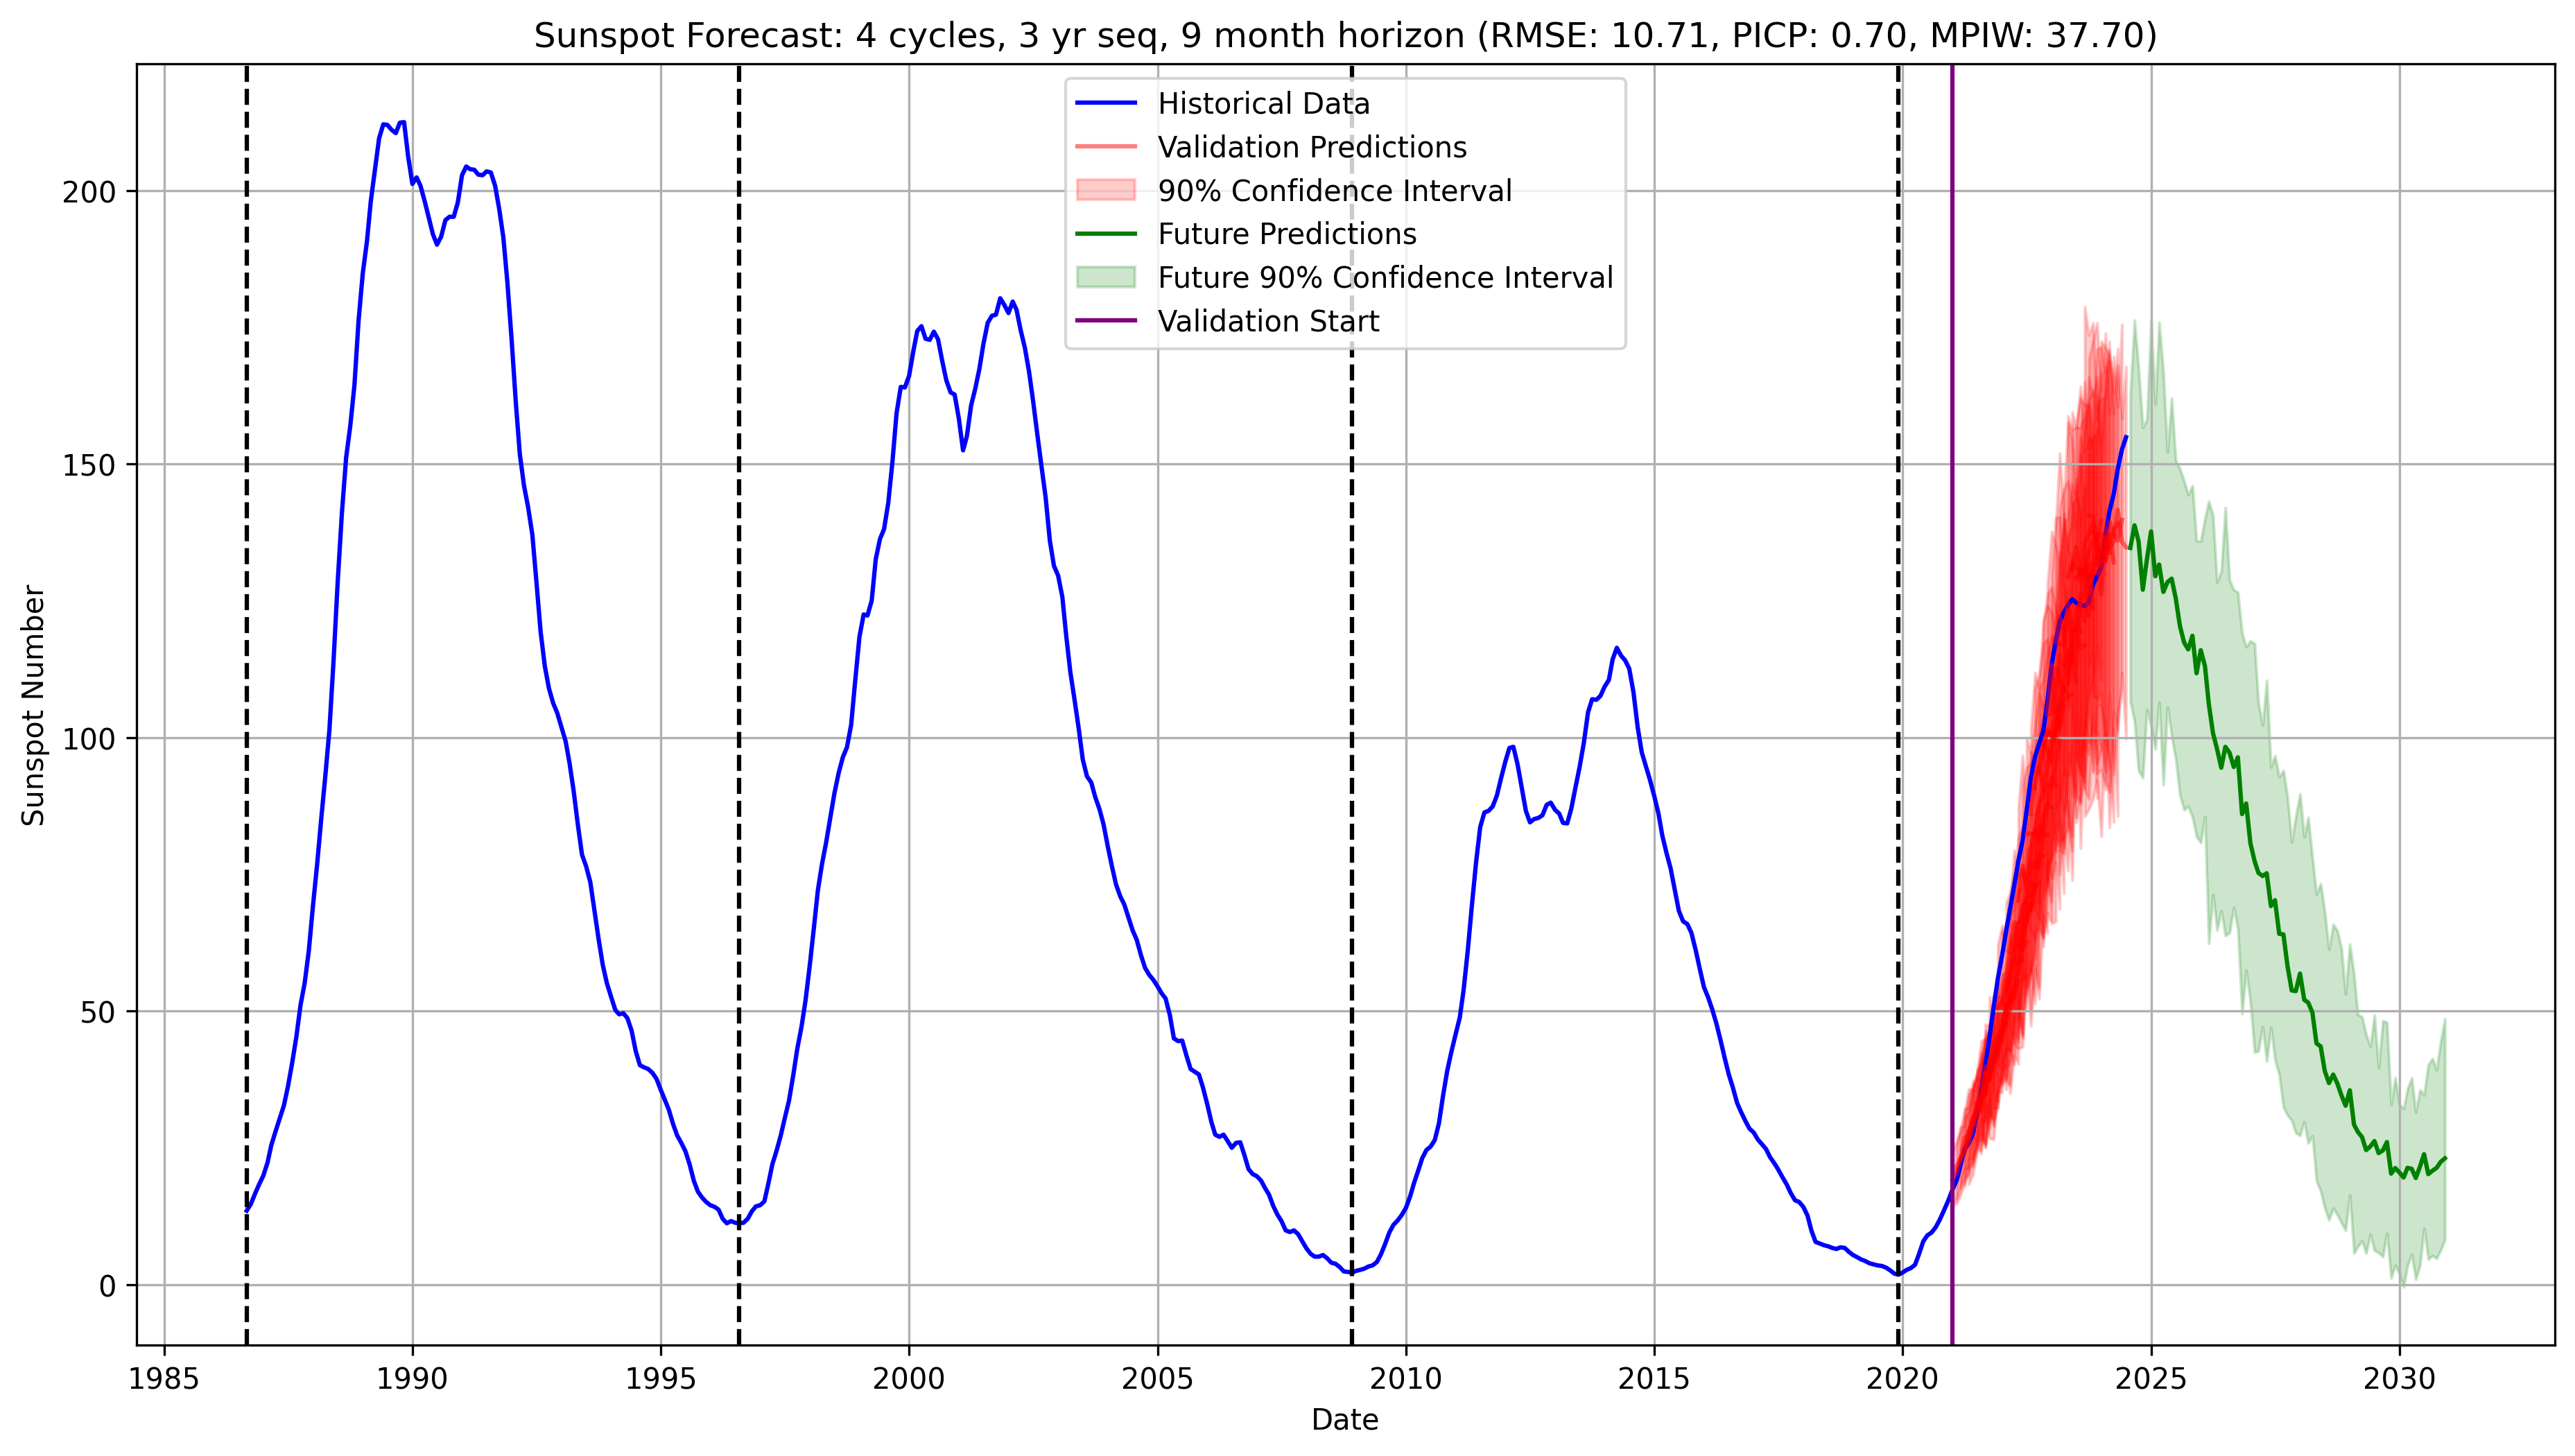 Sunspot Forecast: 4 cycles, 3 yr seq, 9 month horizon (RMSE: 10.71, PICP: 0.70, MPIW: 37.70)
Historical Data
Validation Predictions
90% Confidence Interval
Future Predictions
Future 90% Confidence Interval
Validation Start
Sunspot Number
200
150
100
50
0
1985 1990 1995 2000 2005 2010 2015 2020 2025 2030
Date